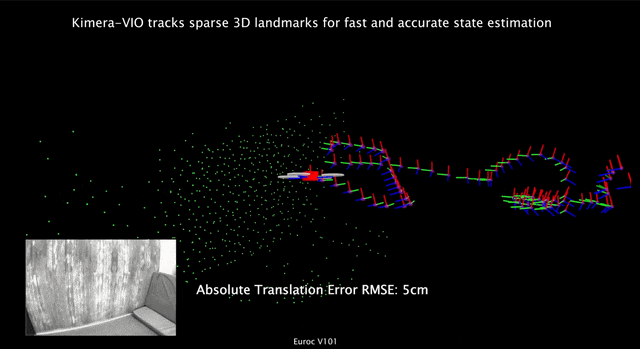 Kimera-VIO tracks sparse 3D landmarks for fast and accurate state estimation
Absolute Translation Error RMSE: 5cm
Euroc V101